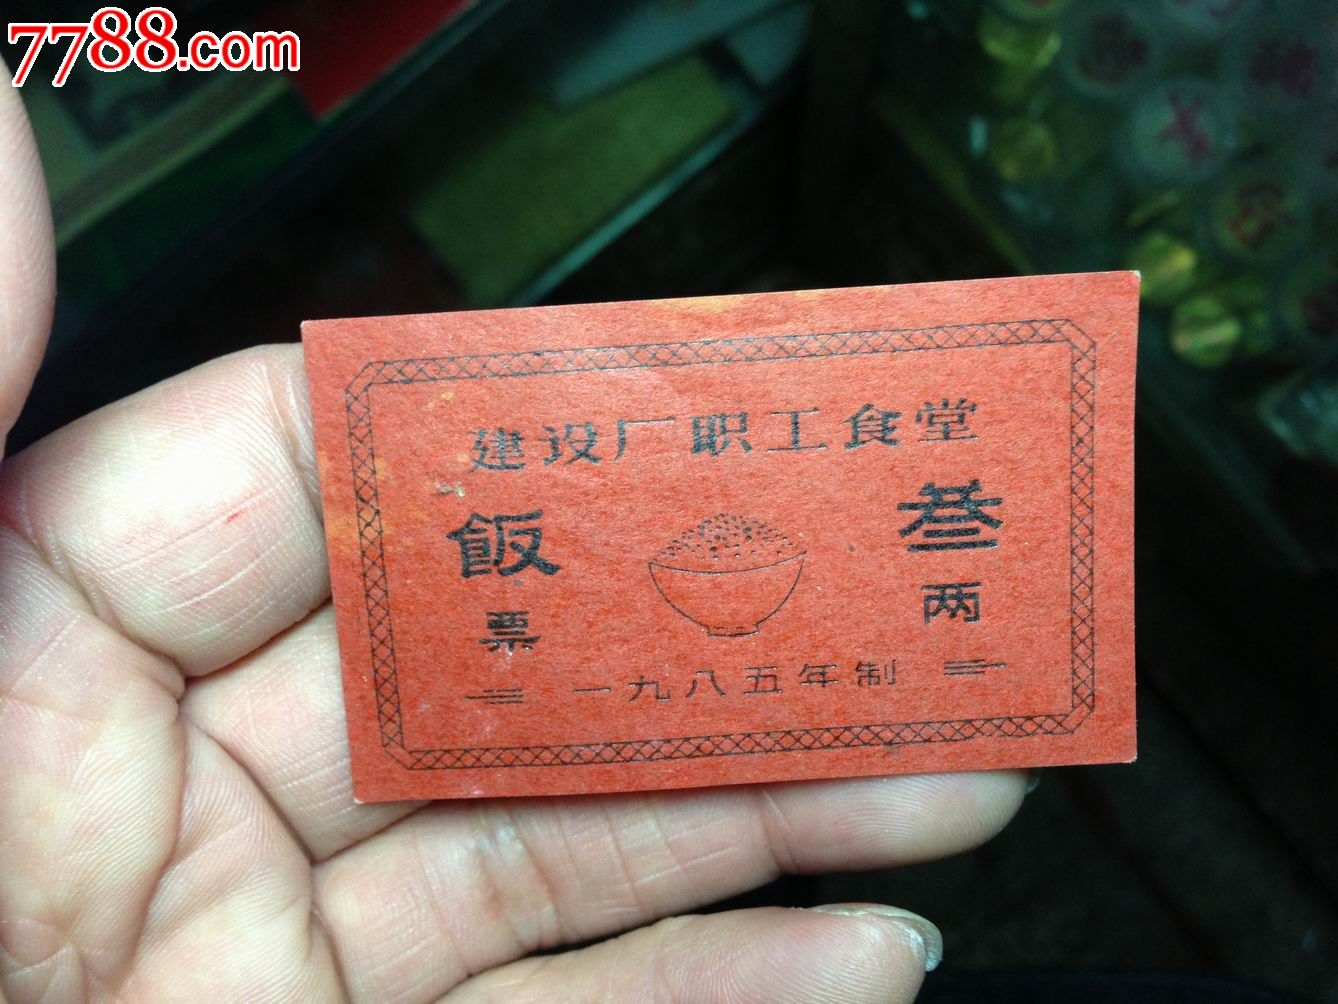 7788.com
建设厂职工食堂
飯票
叁两
一九八五年制